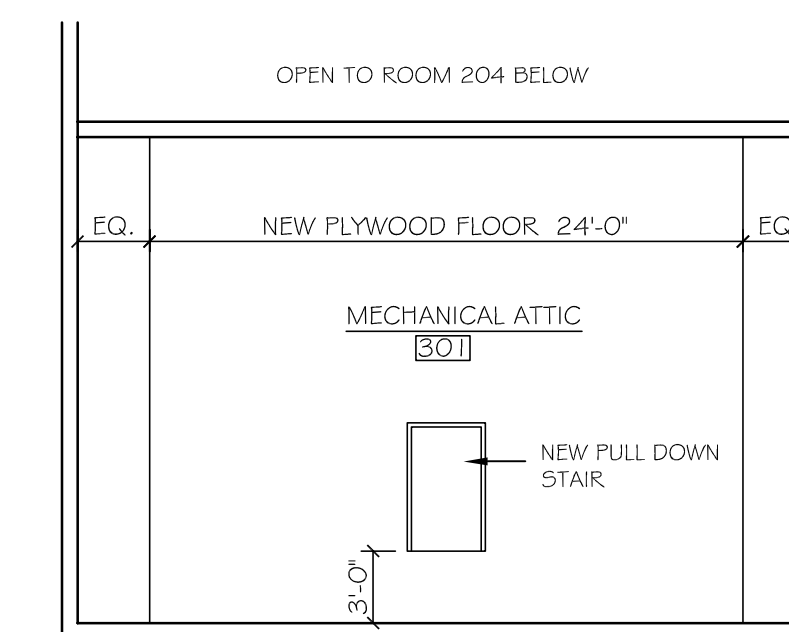 OPEN TO ROOM 204 BELOW
EQ.
NEW PLYWOOD FLOOR 24'-0"
EQ
MECHANICAL ATTIC
301
NEW PULL DOWN
STAIR
3'-0"